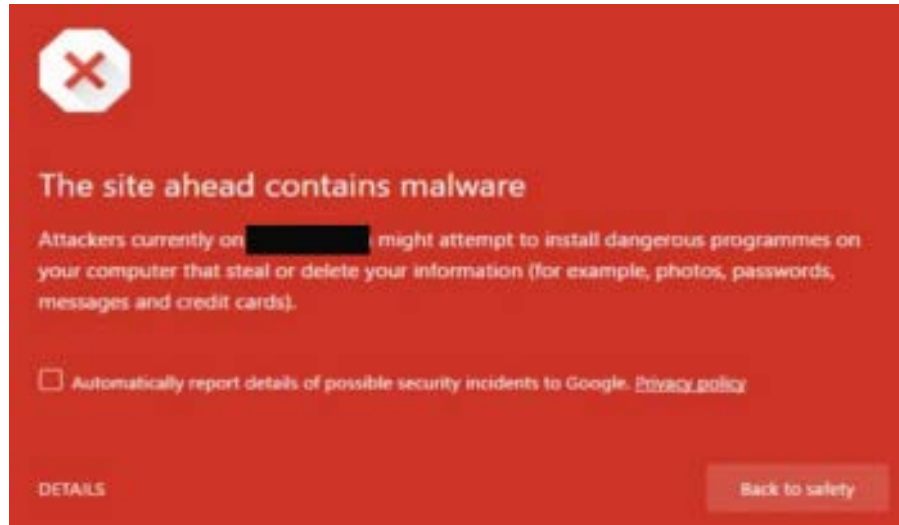 The site ahead contains malware
Attackers currently on might attempt to install dangerous programmes on
your computer that steal or delete your information (for example, photos, passwords,
messages and credit cards).
Automatically report details of possible security incidents to Google. Privacy policy
DETAILS
Back to safety